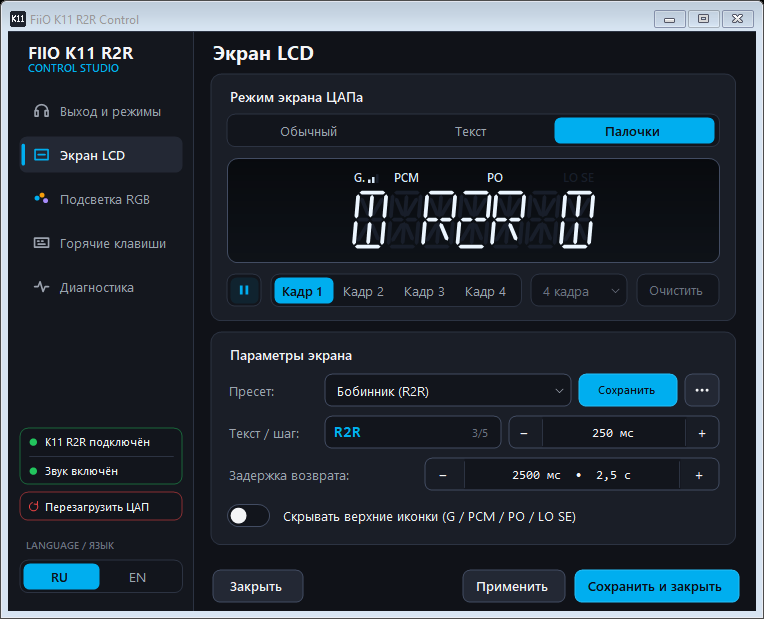 K11 FiiO K11 R2R Control
FIIO K11 R2R
CONTROL STUDIO
Выход и режимы
Экран LCD
Подсветка RGB
Горячие клавиши
Диагностика
K11 R2R подключён
Звук включён
Перезагрузить ЦАП
LANGUAGE / ЯЗЫК
RU EN
Экран LCD
Режим экрана ЦАПа
Обычный Текст Палочки
G. PCM PO LO SE
R2R
Кадр 1 Кадр 2 Кадр 3 Кадр 4 4 кадра Очистить
Параметры экрана
Пресет: Бобинник (R2R) Сохранить ···
Текст / шаг: R2R 3/5 − 250 мс +
Задержка возврата: − 2500 мс • 2,5 с +
Скрывать верхние иконки (G / PCM / PO / LO SE)
Закрыть Применить Сохранить и закрыть